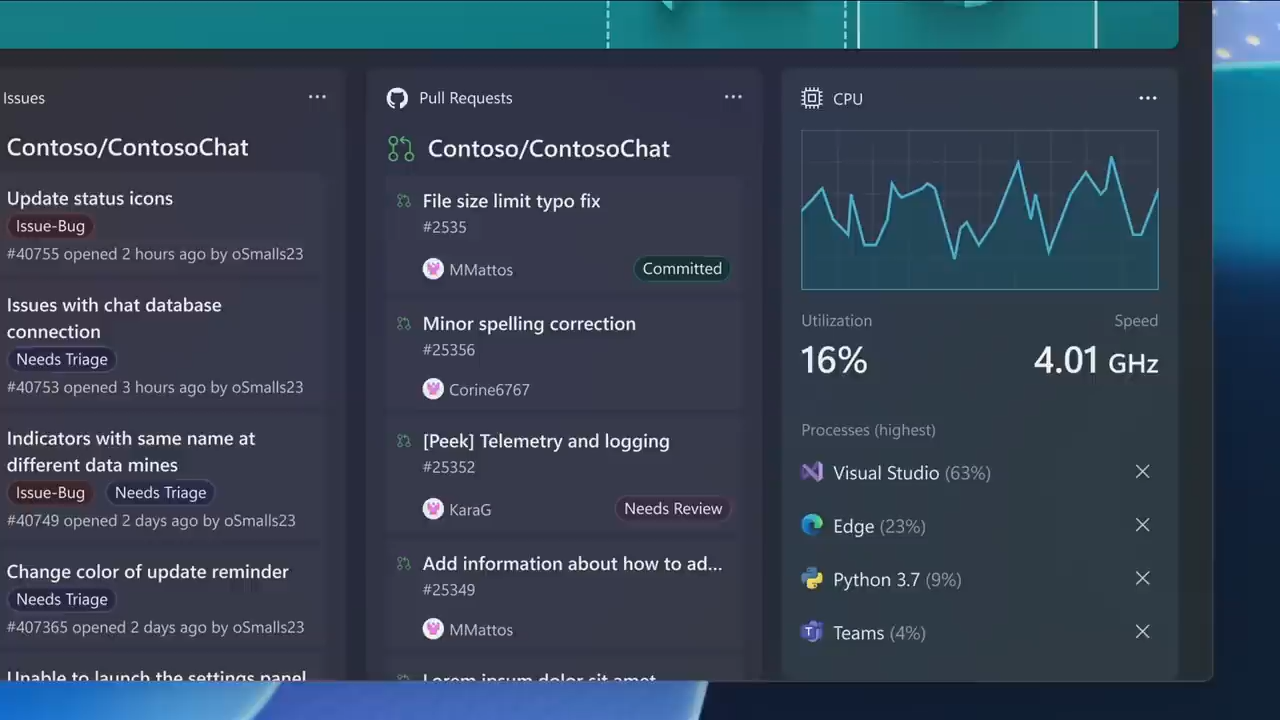 Issues
Contoso/ContosoChat
Update status icons
Issue-Bug
#40755 opened 2 hours ago by oSmalls23
Issues with chat database
connection
Needs Triage
#40753 opened 3 hours ago by oSmalls23
Indicators with same name at
different data mines
Issue-Bug Needs Triage
#40749 opened 2 days ago by oSmalls23
Change color of update reminder
Needs Triage
#407365 opened 2 days ago by oSmalls23
Unable to launch the settings panel
Pull Requests
Contoso/ContosoChat
File size limit typo fix
#2535
MMattos Committed
Minor spelling correction
#25356
Corine6767
[Peek] Telemetry and logging
#25352
KaraG Needs Review
Add information about how to ad...
#25349
MMattos
Lorem ipsum dolor sit amet
CPU
Utilization Speed
16% 4.01 GHz
Processes (highest)
Visual Studio (63%)
Edge (23%)
Python 3.7 (9%)
Teams (4%)